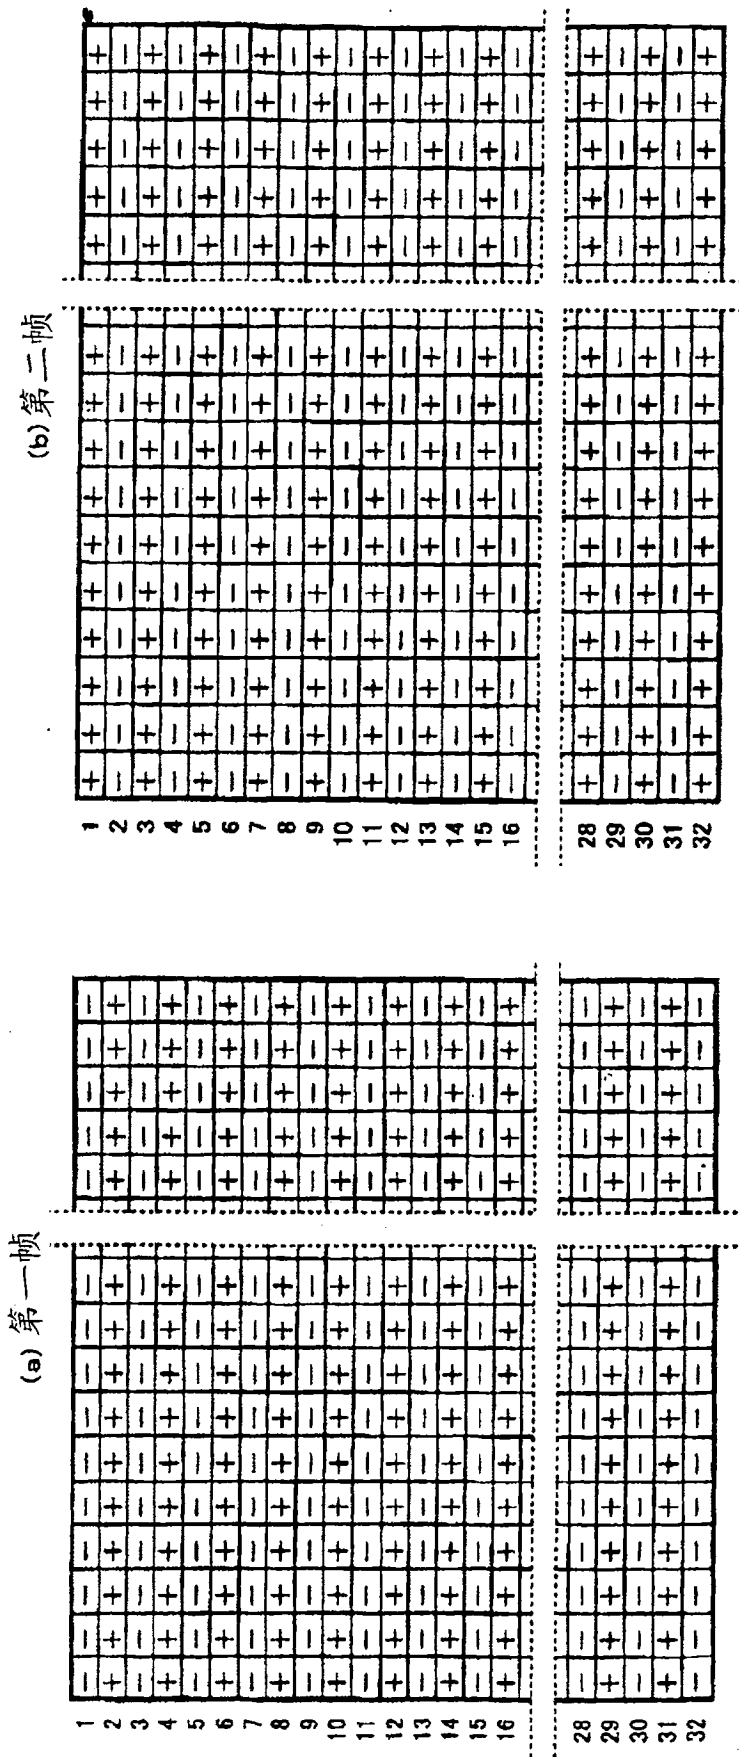 (a) 第一帧
1 − − − − − − − − − − − − − − −
2 + + + + + + + + + + + + + + +
3 − − − − − − − − − − − − − − −
4 + + + + + + + + + + + + + + +
5 − − − − − − − − − − − − − − −
6 + + + + + + + + + + + + + + +
7 − − − − − − − − − − − − − − −
8 + + + + + + + + + + + + + + +
9 − − − − − − − − − − − − − − −
10 + + + + + + + + + + + + + + +
11 − − − − − − − − − − − − − − −
12 + + + + + + + + + + + + + + +
13 − − − − − − − − − − − − − − −
14 + + + + + + + + + + + + + + +
15 − − − − − − − − − − − − − − −
16 + + + + + + + + + + + + + + +
28 − − − − − − − − − − − − − − −
29 + + + + + + + + + + + + + + +
30 − − − − − − − − − − − − − − −
31 + + + + + + + + + + + + + + +
32 − − − − − − − − − − − − − − −
(b) 第二帧
1 + + + + + + + + + + + + + + +
2 − − − − − − − − − − − − − − −
3 + + + + + + + + + + + + + + +
4 − − − − − − − − − − − − − − −
5 + + + + + + + + + + + + + + +
6 − − − − − − − − − − − − − − −
7 + + + + + + + + + + + + + + +
8 − − − − − − − − − − − − − − −
9 + + + + + + + + + + + + + + +
10 − − − − − − − − − − − − − − −
11 + + + + + + + + + + + + + + +
12 − − − − − − − − − − − − − − −
13 + + + + + + + + + + + + + + +
14 − − − − − − − − − − − − − − −
15 + + + + + + + + + + + + + + +
16 − − − − − − − − − − − − − − −
28 + + + + + + + + + + + + + + +
29 − − − − − − − − − − − − − − −
30 + + + + + + + + + + + + + + +
31 − − − − − − − − − − − − − − −
32 + + + + + + + + + + + + + + +